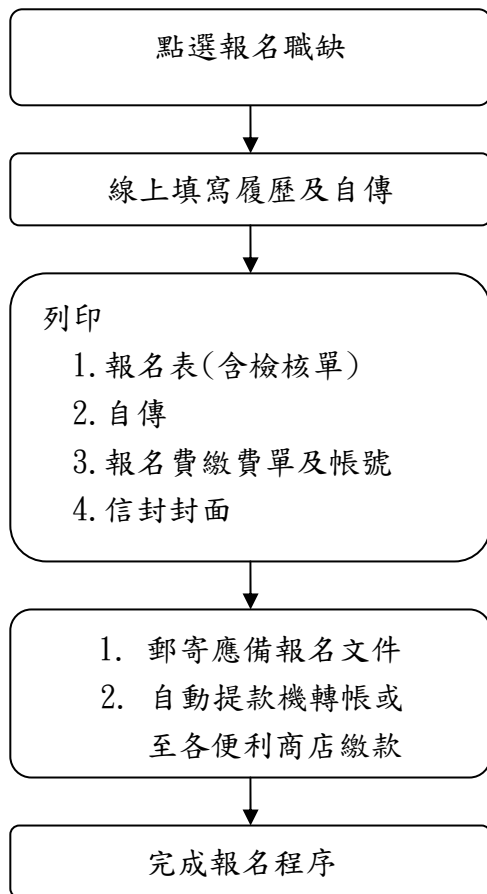 點選報名職缺
線上填寫履歷及自傳
列印
1.報名表(含檢核單)
2.自傳
3.報名費繳費單及帳號
4.信封封面
1. 郵寄應備報名文件
2. 自動提款機轉帳或
至各便利商店繳款
完成報名程序